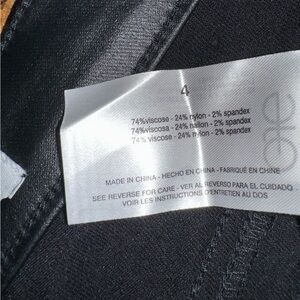 4
74%viscose - 24% nylon - 2% spandex
74%viscosa - 24% nailon - 2% spandex
74% viscose - 24% nylon - 2% spandex
MADE IN CHINA - HECHO EN CHINA - FABRIQUÉ EN CHINE
SEE REVERSE FOR CARE - VER AL REVERSO PARA EL CUIDADO
VOIR LES INSTRUCTIONS D'ENTRETIEN AU DOS